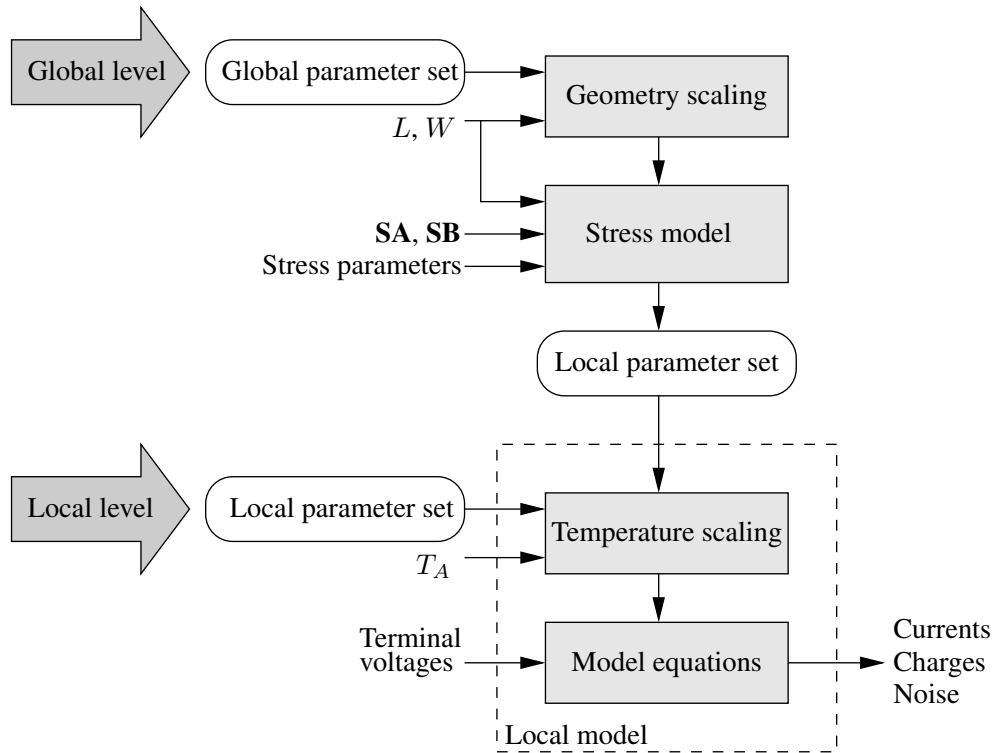 Global level
Global parameter set
Geometry scaling
L, W
SA, SB
Stress parameters
Stress model
Local parameter set
Local level
Local parameter set
Temperature scaling
T_A
Terminal
voltages
Model equations
Currents
Charges
Noise
Local model